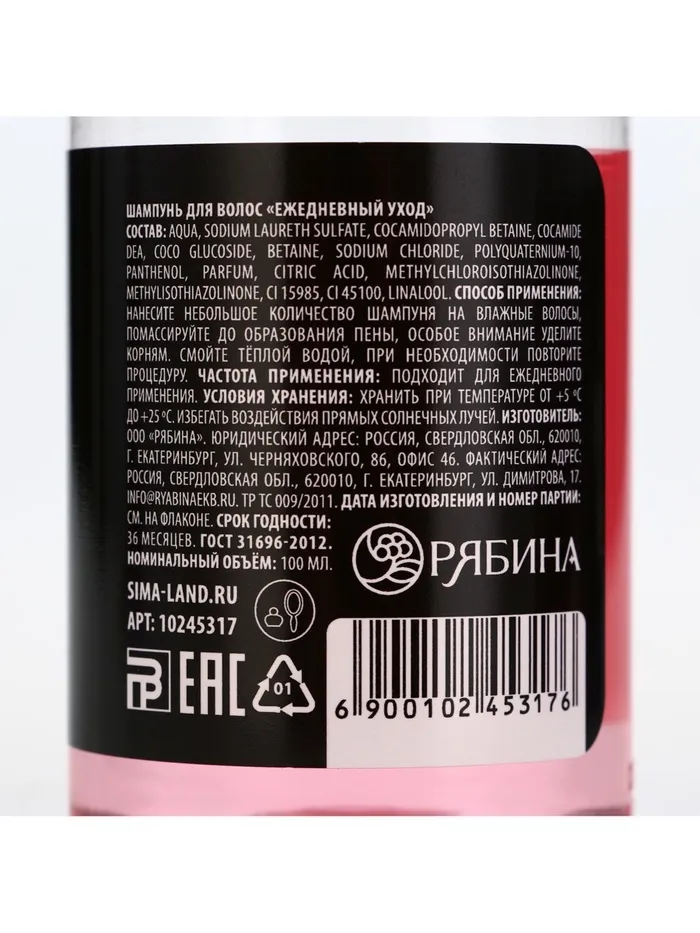 ШАМПУНЬ ДЛЯ ВОЛОС «ЕЖЕДНЕВНЫЙ УХОД»
СОСТАВ: AQUA, SODIUM LAURETH SULFATE, COCAMIDOPROPYL BETAINE, COCAMIDE
DEA, COCO GLUCOSIDE, BETAINE, SODIUM CHLORIDE, POLYQUATERNIUM-10,
PANTHENOL, PARFUM, CITRIC ACID, METHYLCHLOROISOTHIAZOLINONE,
METHYLISOTHIAZOLINONE, CI 15985, CI 45100, LINALOOL. СПОСОБ ПРИМЕНЕНИЯ:
НАНЕСИТЕ НЕБОЛЬШОЕ КОЛИЧЕСТВО ШАМПУНЯ НА ВЛАЖНЫЕ ВОЛОСЫ,
ПОМАССИРУЙТЕ ДО ОБРАЗОВАНИЯ ПЕНЫ, ОСОБОЕ ВНИМАНИЕ УДЕЛИТЕ
КОРНЯМ. СМОЙТЕ ТЁПЛОЙ ВОДОЙ, ПРИ НЕОБХОДИМОСТИ ПОВТОРИТЕ
ПРОЦЕДУРУ. ЧАСТОТА ПРИМЕНЕНИЯ: ПОДХОДИТ ДЛЯ ЕЖЕДНЕВНОГО
ПРИМЕНЕНИЯ. УСЛОВИЯ ХРАНЕНИЯ: ХРАНИТЬ ПРИ ТЕМПЕРАТУРЕ ОТ +5 ºС
ДО +25 ºС. ИЗБЕГАТЬ ВОЗДЕЙСТВИЯ ПРЯМЫХ СОЛНЕЧНЫХ ЛУЧЕЙ. ИЗГОТОВИТЕЛЬ:
ООО «РЯБИНА». ЮРИДИЧЕСКИЙ АДРЕС: РОССИЯ, СВЕРДЛОВСКАЯ ОБЛ., 620010,
Г. ЕКАТЕРИНБУРГ, УЛ. ЧЕРНЯХОВСКОГО, 86, ОФИС 46. ФАКТИЧЕСКИЙ АДРЕС:
РОССИЯ, СВЕРДЛОВСКАЯ ОБЛ., 620010, Г. ЕКАТЕРИНБУРГ, УЛ. ДИМИТРОВА, 17.
INFO@RYABINAEKB.RU. ТР ТС 009/2011. ДАТА ИЗГОТОВЛЕНИЯ И НОМЕР ПАРТИИ:
СМ. НА ФЛАКОНЕ. СРОК ГОДНОСТИ:
36 МЕСЯЦЕВ. ГОСТ 31696-2012.
НОМИНАЛЬНЫЙ ОБЪЁМ: 100 МЛ.
РЯБИНА
SIMA-LAND.RU
АРТ: 10245317
ЕАС
01
6 900102 453176